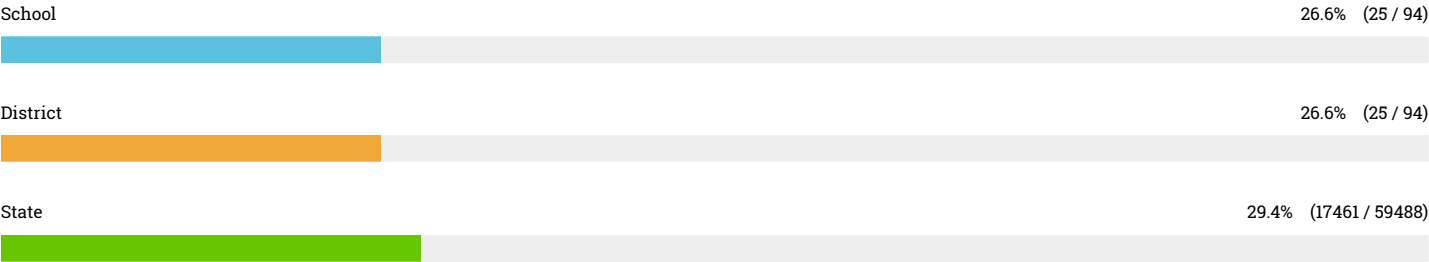 School 26.6% (25 / 94)
District 26.6% (25 / 94)
State 29.4% (17461 / 59488)